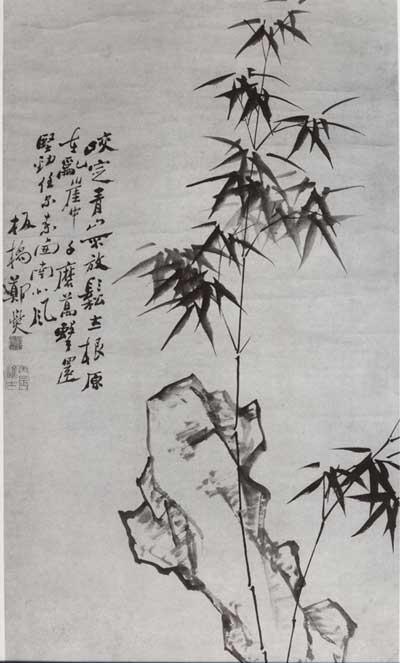 咬定青山不放鬆立根原
在亂崖中千磨萬擊還
堅勁任尔東西南北風
板橋鄭燮